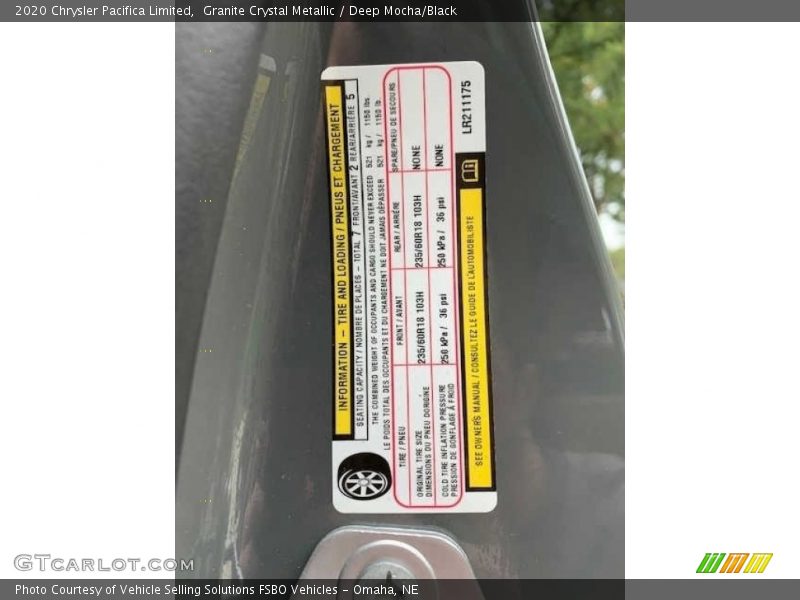 2020 Chrysler Pacifica Limited, Granite Crystal Metallic / Deep Mocha/Black
INFORMATION – TIRE AND LOADING / PNEUS ET CHARGEMENT
SEATING CAPACITY / NOMBRE DE PLACES – TOTAL 7 FRONT/AVANT 2 REAR/ARRIÈRE 5
THE COMBINED WEIGHT OF OCCUPANTS AND CARGO SHOULD NEVER EXCEED 521 kg / 1150 lbs.
LE POIDS TOTAL DES OCCUPANTS ET DU CHARGEMENT NE DOIT JAMAIS DÉPASSER 521 kg / 1150 lb.
TIRE / PNEU FRONT / AVANT REAR / ARRIÈRE SPARE/PNEU DE SECOURS
ORIGINAL TIRE SIZE
DIMENSIONS DU PNEU DORIGINE
235/60R18 103H 235/60R18 103H NONE
COLD TIRE INFLATION PRESSURE
PRESSION DE GONFLAGE À FROID
250 kPa / 36 psi 250 kPa / 36 psi NONE
SEE OWNER'S MANUAL / CONSULTEZ LE GUIDE DE L'AUTOMOBILISTE
LR211175
GTCARLOT.COM
Photo Courtesy of Vehicle Selling Solutions FSBO Vehicles – Omaha, NE